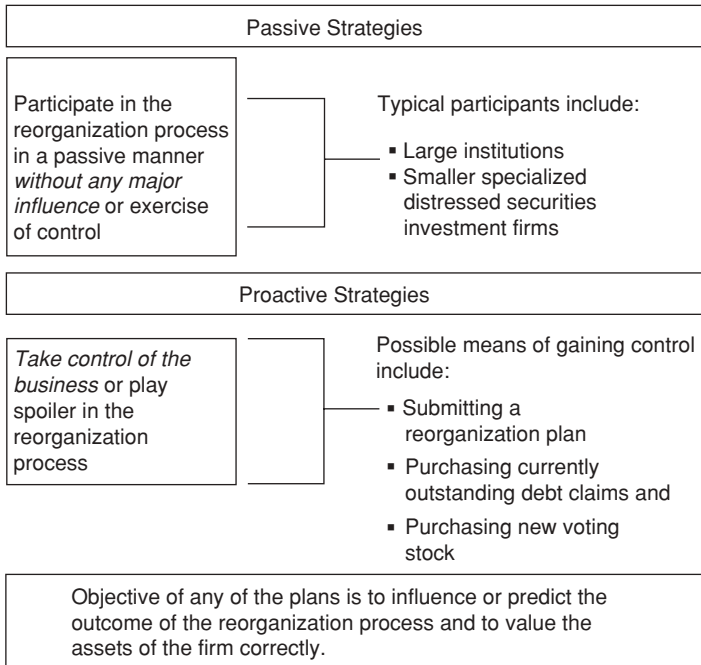 Passive Strategies
Participate in the
reorganization process
in a passive manner
without any major
influence or exercise
of control
Typical participants include:
▪ Large institutions
▪ Smaller specialized
distressed securities
investment firms
Proactive Strategies
Take control of the
business or play
spoiler in the
reorganization
process
Possible means of gaining control
include:
▪ Submitting a
reorganization plan
▪ Purchasing currently
outstanding debt claims and
▪ Purchasing new voting
stock
Objective of any of the plans is to influence or predict the
outcome of the reorganization process and to value the
assets of the firm correctly.